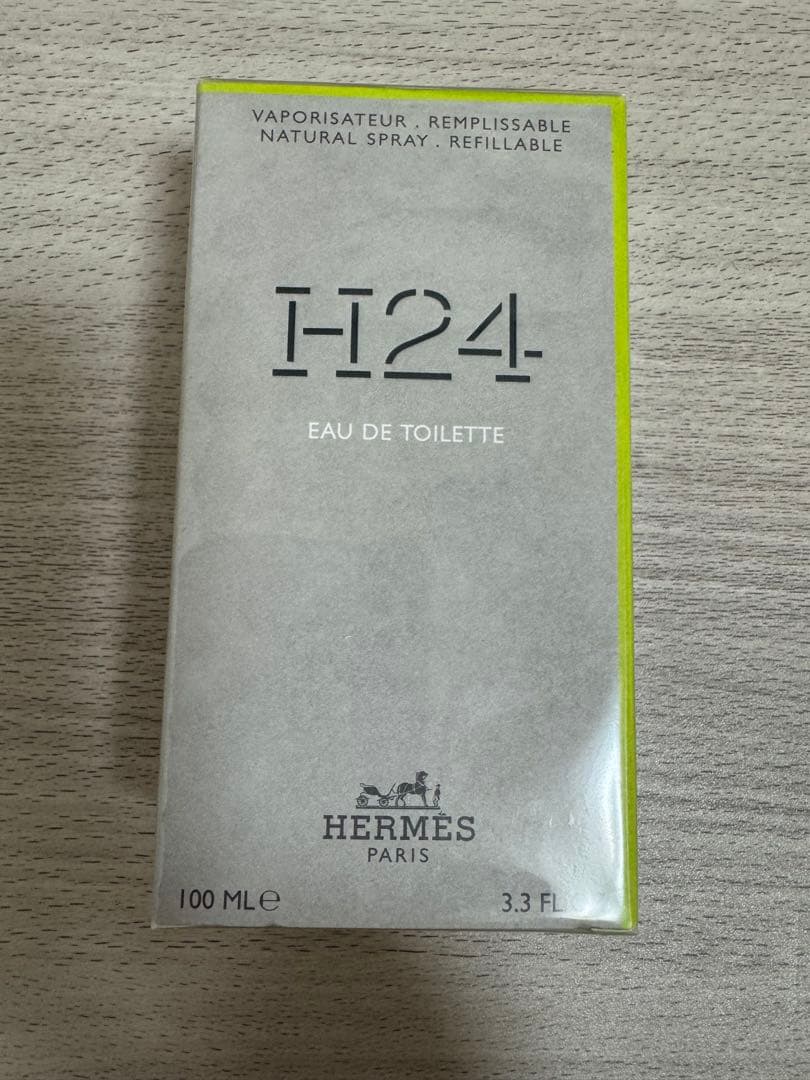 VAPORISATEUR . REMPLISSABLE
NATURAL SPRAY . REFILLABLE
H24
EAU DE TOILETTE
HERMÈS
PARIS
100 ML℮
3.3 FL